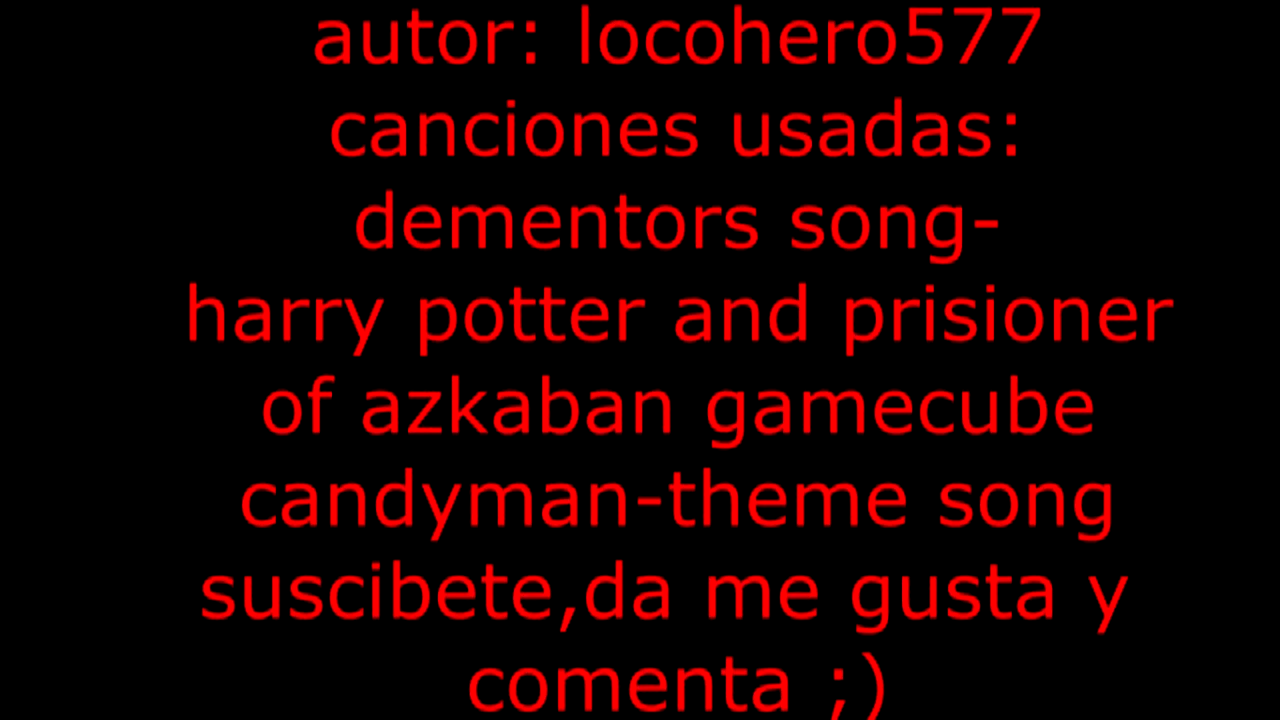 autor: locohero577
canciones usadas:
dementors song-
harry potter and prisioner
of azkaban gamecube
candyman-theme song
suscibete,da me gusta y
comenta ;)